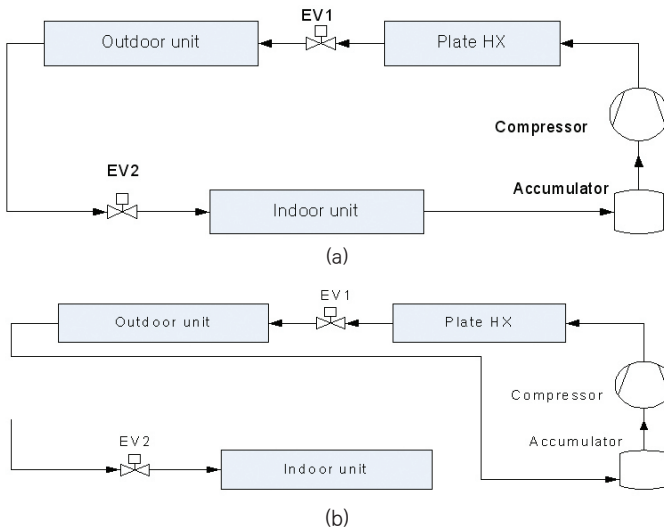 EV1
Outdoor unit
Plate HX
Compressor
EV2
Accumulator
Indoor unit
(a)
EV1
Outdoor unit
Plate HX
Compressor
EV2
Accumulator
Indoor unit
(b)